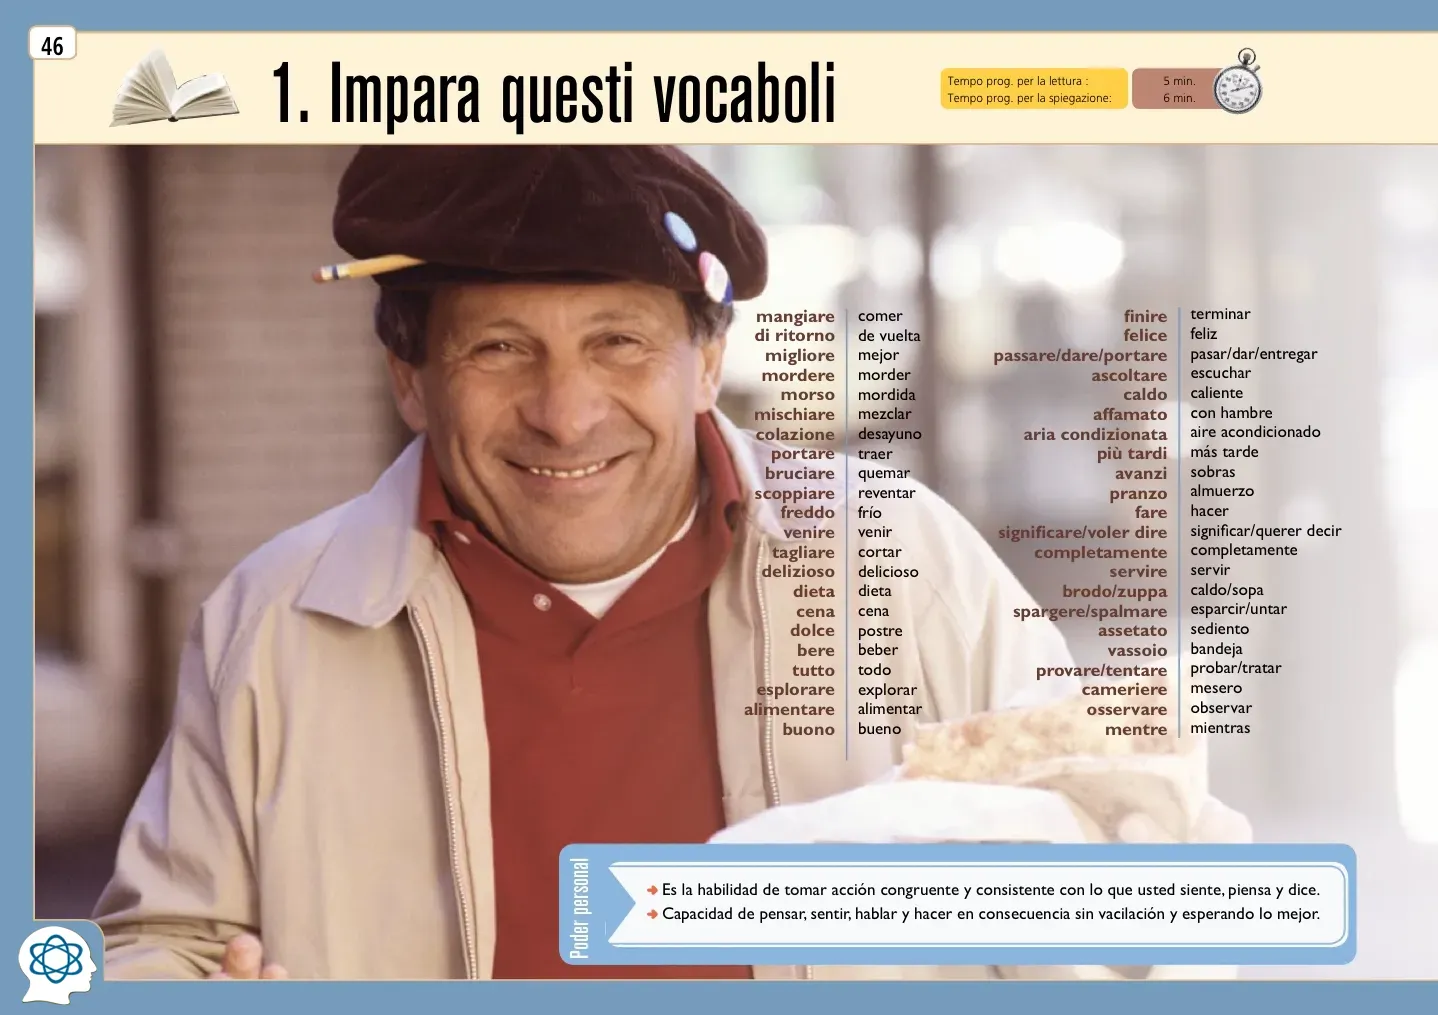 46
1. Impara questi vocaboli
Tempo prog. per la lettura : 5 min.
Tempo prog. per la spiegazione: 6 min.
mangiare comer
di ritorno de vuelta
migliore mejor
mordere morder
morso mordida
mischiare mezclar
colazione desayuno
portare traer
bruciare quemar
scoppiare reventar
freddo frío
venire venir
tagliare cortar
delizioso delicioso
dieta dieta
cena cena
dolce postre
bere beber
tutto todo
esplorare explorar
alimentare alimentar
buono bueno
finire terminar
felice feliz
passare/dare/portare pasar/dar/entregar
ascoltare escuchar
caldo caliente
affamato con hambre
aria condizionata aire acondicionado
più tardi más tarde
avanzi sobras
pranzo almuerzo
fare hacer
significare/voler dire significar/querer decir
completamente completamente
servire servir
brodo/zuppa caldo/sopa
spargere/spalmare esparcir/untar
assetato sediento
vassoio bandeja
provare/tentare probar/tratar
cameriere mesero
osservare observar
mentre mientras
Poder personal
Es la habilidad de tomar acción congruente y consistente con lo que usted siente, piensa y dice.
Capacidad de pensar, sentir, hablar y hacer en consecuencia sin vacilación y esperando lo mejor.